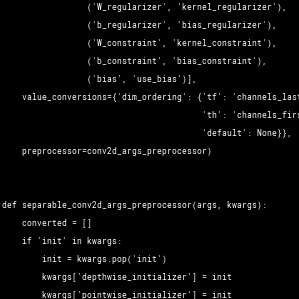 ('W_regularizer', 'kernel_regularizer'),
('b_regularizer', 'bias_regularizer'),
('W_constraint', 'kernel_constraint'),
('b_constraint', 'bias_constraint'),
('bias', 'use_bias')],
value_conversions={'dim_ordering': {'tf': 'channels_last
'th': 'channels_firs
'default': None}},
preprocessor=conv2d_args_preprocessor)
def separable_conv2d_args_preprocessor(args, kwargs):
converted = []
if 'init' in kwargs:
init = kwargs.pop('init')
kwargs['depthwise_initializer'] = init
kwargs['pointwise_initializer'] = init